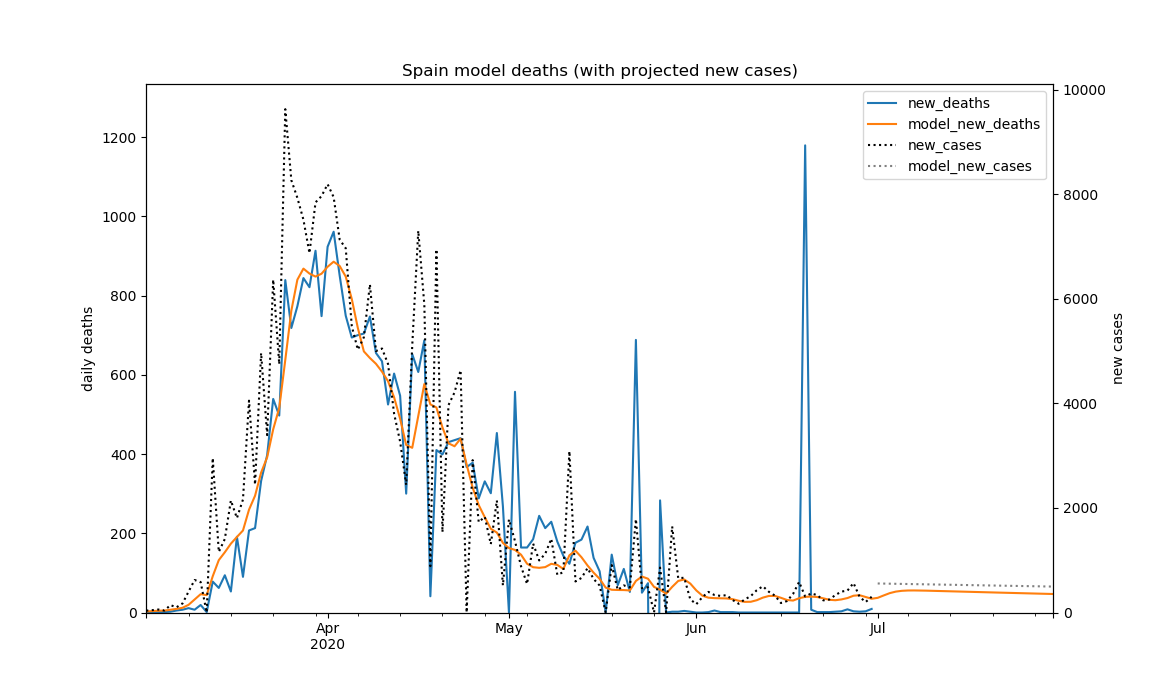 Spain model deaths (with projected new cases)
new_deaths
model_new_deaths
new_cases
model_new_cases
daily deaths
1200
1000
800
600
400
200
0
10000
8000
6000
4000
2000
0
new cases
Apr
2020
May
Jun
Jul